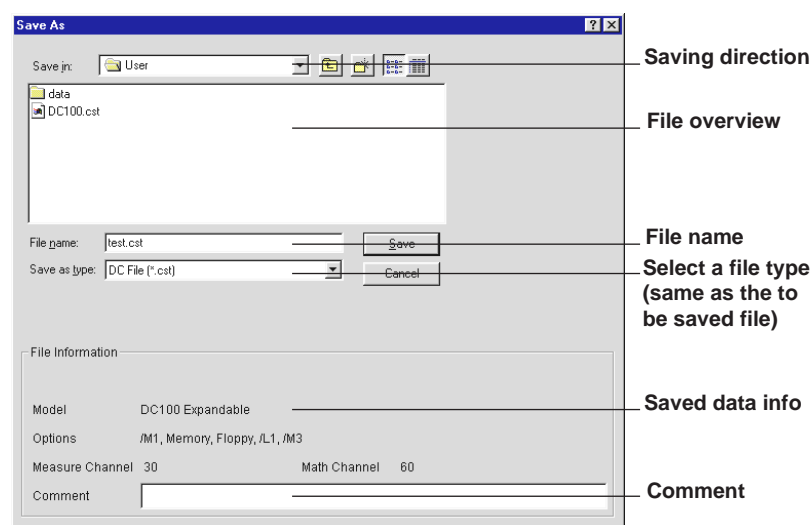 Save As
Save in: User
Saving direction
data
DC100.cst
File overview
File name: test.cst Save
File name
Save as type: DC File (*.cst) Cancel
Select a file type
(same as the to
be saved file)
File Information
Model DC100 Expandable
Saved data info
Options /M1, Memory, Floppy, /L1, /M3
Measure Channel 30 Math Channel 60
Comment
Comment